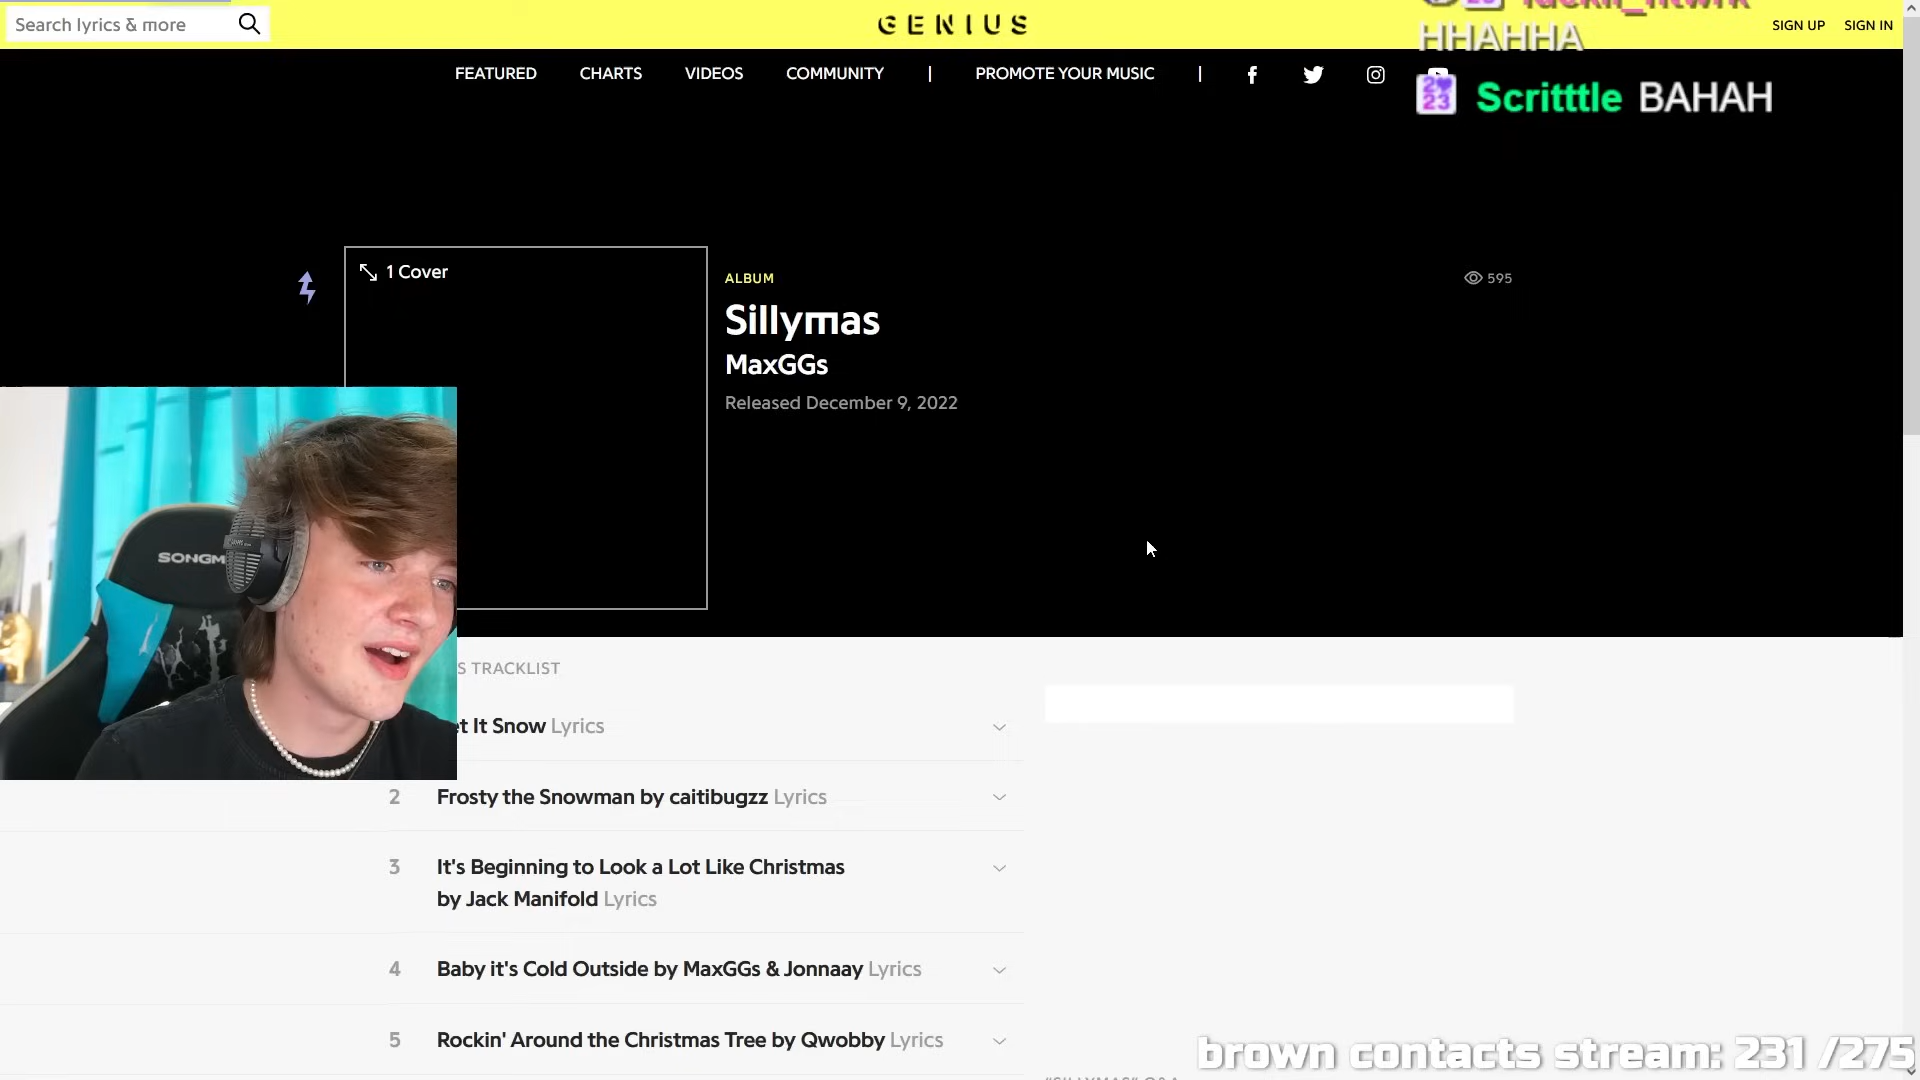 Search lyrics & more
GENIUS
SIGN UP
SIGN IN
HHAHHA
FEATURED
CHARTS
VIDEOS
COMMUNITY
|
PROMOTE YOUR MUSIC
|
Scritttle BAHAH
1 Cover
ALBUM
595
Sillymas
MaxGGs
Released December 9, 2022
SONGM
S TRACKLIST
et It Snow Lyrics
2 Frosty the Snowman by caitibugzz Lyrics
3 It's Beginning to Look a Lot Like Christmas
by Jack Manifold Lyrics
4 Baby it's Cold Outside by MaxGGs & Jonnaay Lyrics
5 Rockin' Around the Christmas Tree by Qwobby Lyrics
brown contacts stream: 231 /275